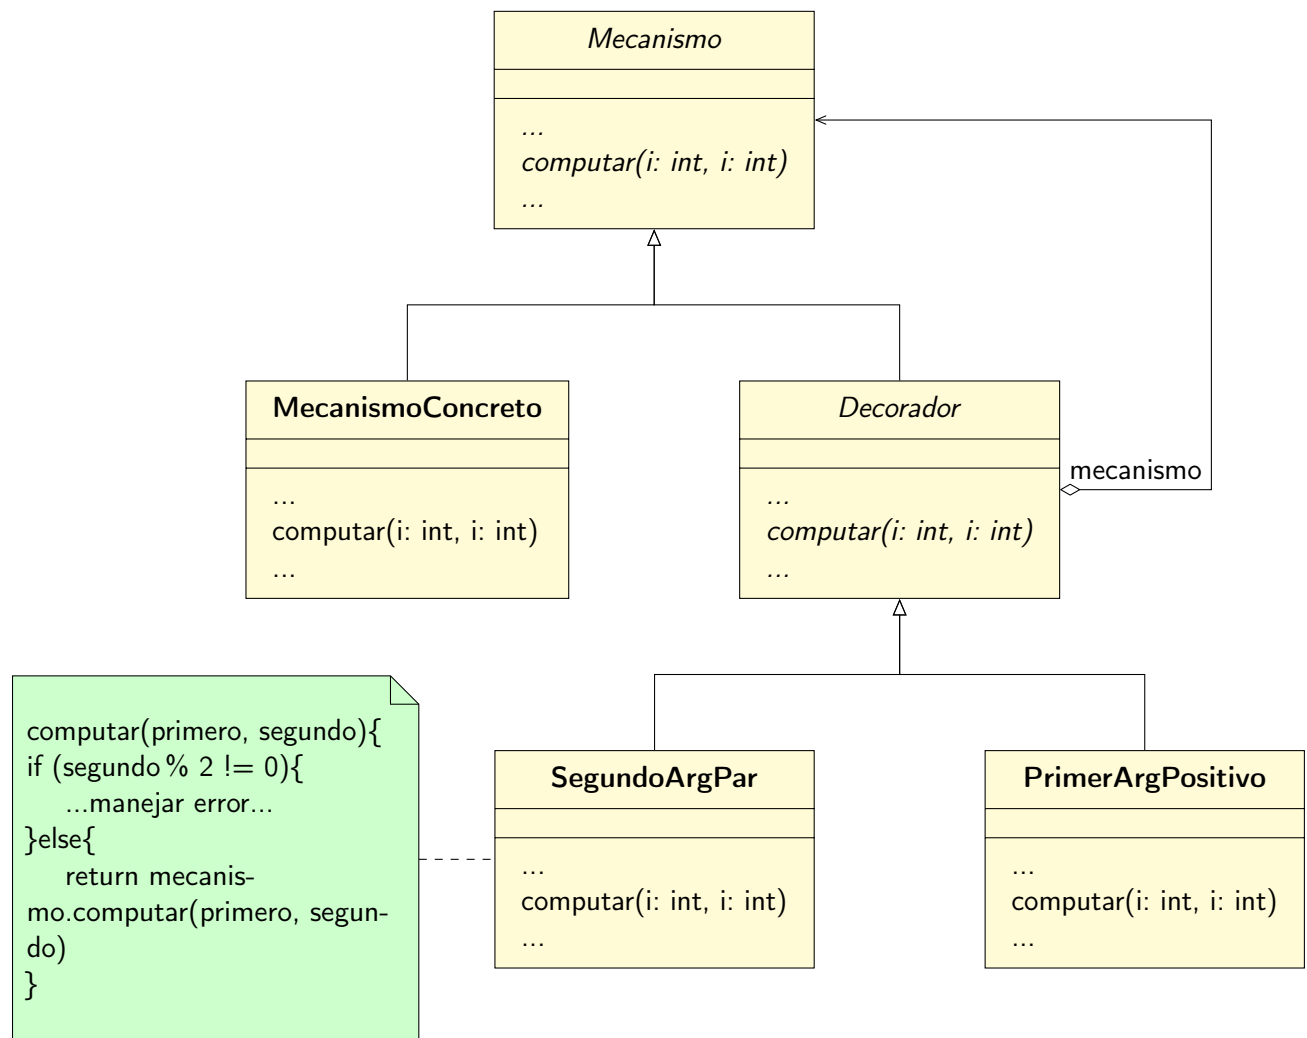 Mecanismo
...
computar(i: int, i: int)
...
MecanismoConcreto
...
computar(i: int, i: int)
...
Decorador
...
computar(i: int, i: int)
...
mecanismo
computar(primero, segundo){
if (segundo % 2 != 0){
...manejar error...
}else{
return mecanis-
mo.computar(primero, segun-
do)
}
SegundoArgPar
...
computar(i: int, i: int)
...
PrimerArgPositivo
...
computar(i: int, i: int)
...